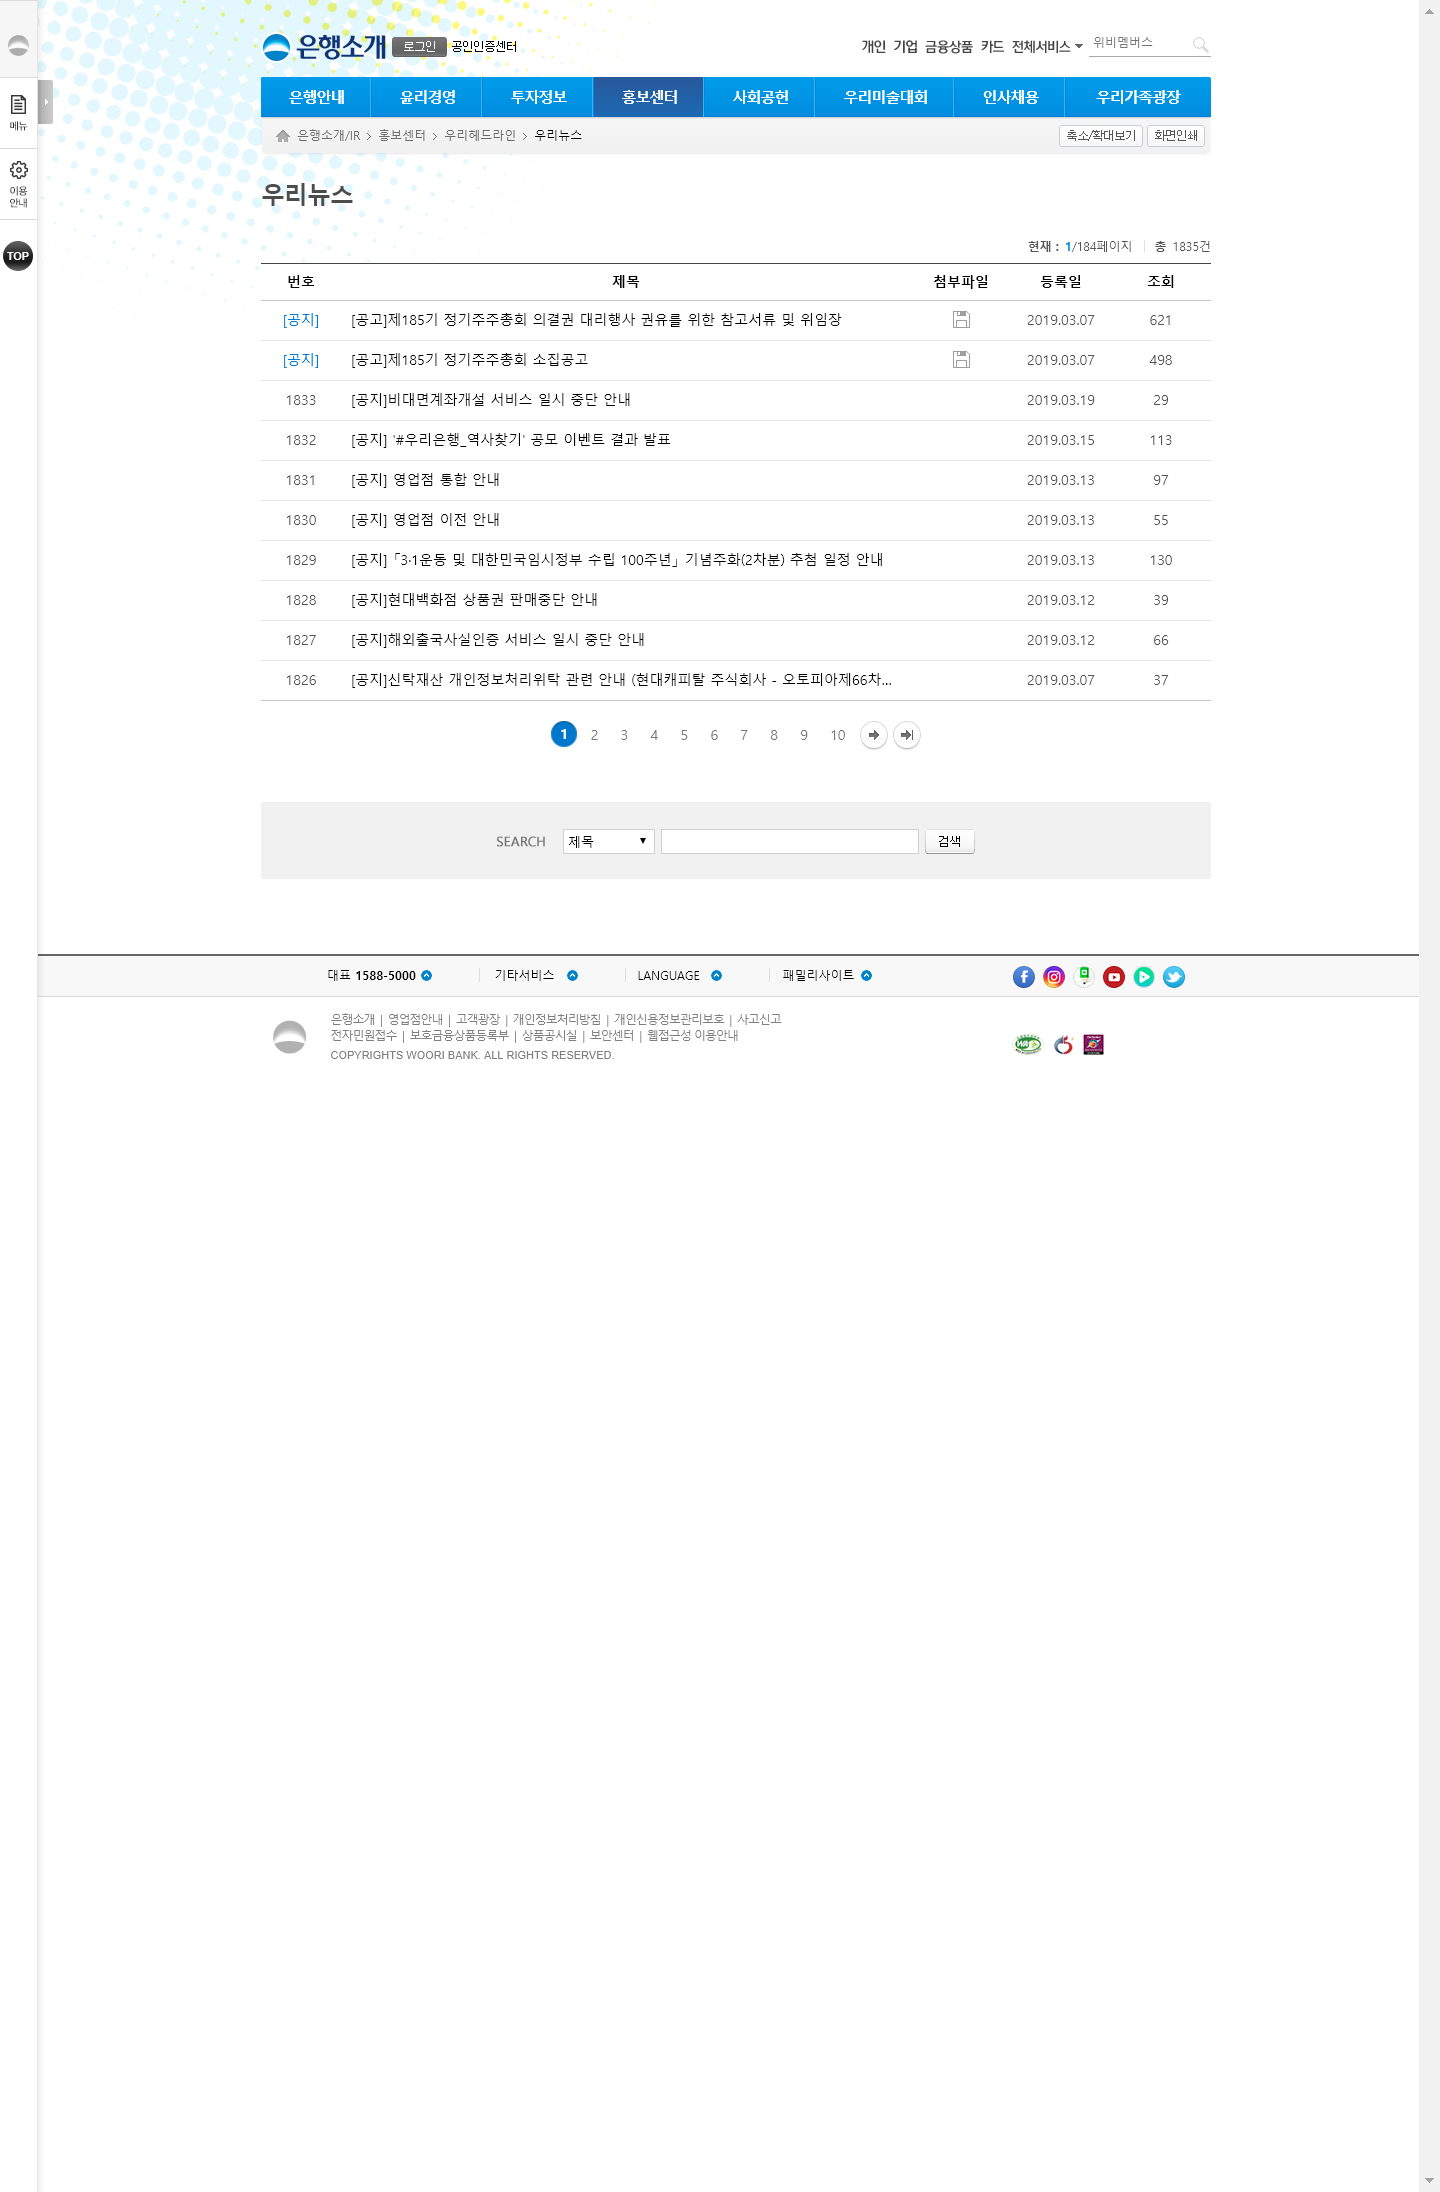 은행소개 로그인 공인인증센터 개인 기업 금융상품 카드 전체서비스 위비멤버스
은행안내 윤리경영 투자정보 홍보센터 사회공헌 우리미술대회 인사채용 우리가족광장
메뉴
은행소개/IR 홍보센터 우리헤드라인 우리뉴스 축소/확대보기 화면인쇄
이용
안내
우리뉴스
TOP
현재 : 1/184페이지 총 1835건
번호 제목 첨부파일 등록일 조회
[공지] [공고]제185기 정기주주총회 의결권 대리행사 권유를 위한 참고서류 및 위임장 2019.03.07 621
[공지] [공고]제185기 정기주주총회 소집공고 2019.03.07 498
1833 [공지]비대면계좌개설 서비스 일시 중단 안내 2019.03.19 29
1832 [공지] '#우리은행_역사찾기' 공모 이벤트 결과 발표 2019.03.15 113
1831 [공지] 영업점 통합 안내 2019.03.13 97
1830 [공지] 영업점 이전 안내 2019.03.13 55
1829 [공지] 「3·1운동 및 대한민국임시정부 수립 100주년」 기념주화(2차분) 추첨 일정 안내 2019.03.13 130
1828 [공지]현대백화점 상품권 판매중단 안내 2019.03.12 39
1827 [공지]해외출국사실인증 서비스 일시 중단 안내 2019.03.12 66
1826 [공지]신탁재산 개인정보처리위탁 관련 안내 (현대캐피탈 주식회사 - 오토피아제66차... 2019.03.07 37
1 2 3 4 5 6 7 8 9 10
SEARCH 제목 검색
대표 1588-5000 기타서비스 LANGUAGE 패밀리사이트
은행소개 | 영업점안내 | 고객광장 | 개인정보처리방침 | 개인신용정보관리보호 | 사고신고
전자민원접수 | 보호금융상품등록부 | 상품공시실 | 보안센터 | 웹접근성 이용안내
COPYRIGHTS WOORI BANK. ALL RIGHTS RESERVED.